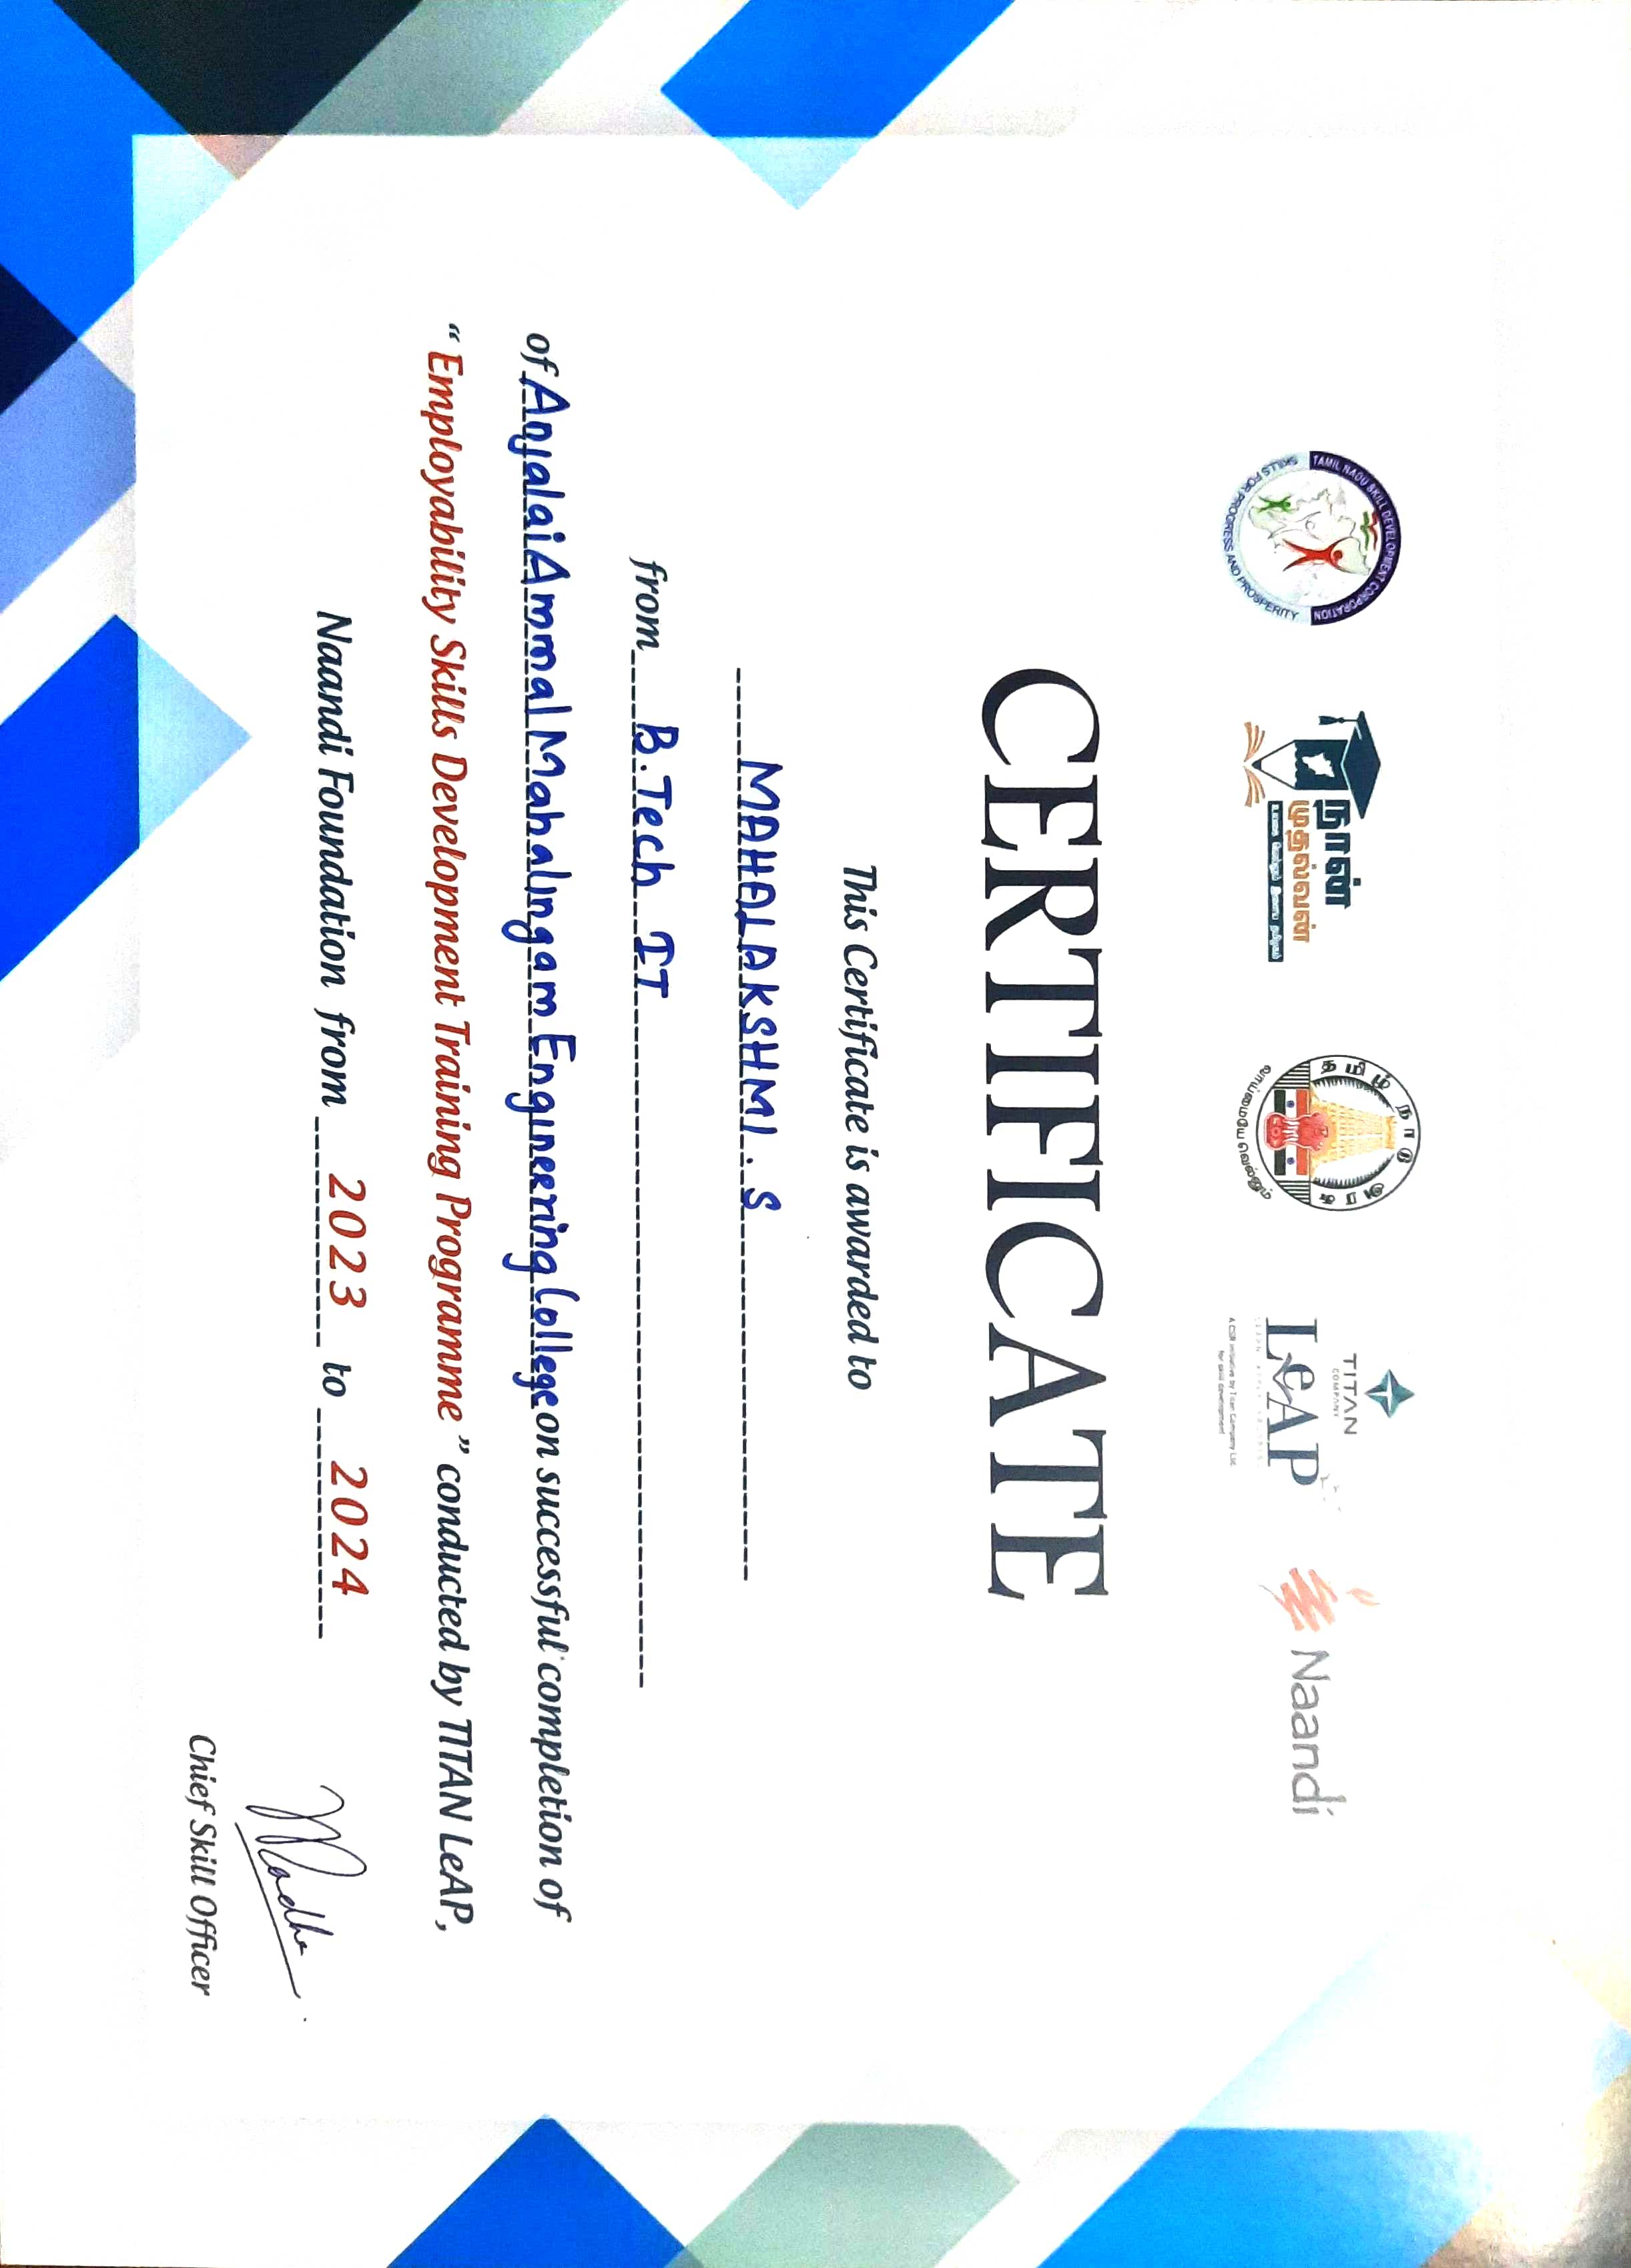 TAMIL NADU SKILL DEVELOPMENT CORPORATION
SKILLS FOR PROGRESS AND PROSPERITY
நான்
முதல்வன்
தமிழ் நாடு அரசு
வாய்மையே வெல்லும்
TITAN
COMPANY
LeAP
A CSR initiative by Titan Company Ltd.
for skill development
Naandi
CERTIFICATE
This Certificate is awarded to
MAHALAKSHMI . S
from B.Tech IT
of Anjalai Ammal Mahalingam Engineering College on successful completion of
“Employability Skills Development Training Programme” conducted by TITAN LeAP,
Naandi Foundation from 2023 to 2024
Madhu
Chief Skill Officer